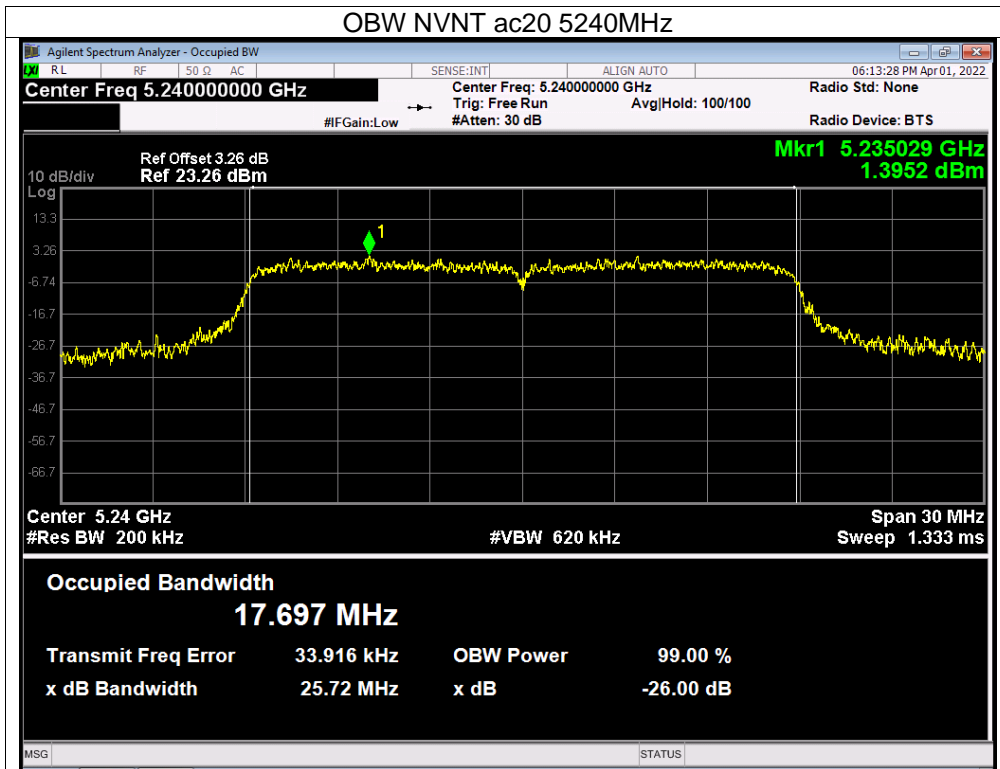 OBW NVNT ac20 5240MHz
Agilent Spectrum Analyzer - Occupied BW
LXI RL RF 50 Ω AC SENSE:INT ALIGN AUTO 06:13:28 PM Apr 01, 2022
Center Freq 5.240000000 GHz Center Freq: 5.240000000 GHz Radio Std: None
Trig: Free Run Avg|Hold: 100/100
#IFGain:Low #Atten: 30 dB Radio Device: BTS
Mkr1 5.235029 GHz
1.3952 dBm
Ref Offset 3.26 dB
10 dB/div Ref 23.26 dBm
Log
13.3
3.26
-6.74
-16.7
-26.7
-36.7
-46.7
-56.7
-66.7
1
Center 5.24 GHz Span 30 MHz
#Res BW 200 kHz #VBW 620 kHz Sweep 1.333 ms
Occupied Bandwidth
17.697 MHz
Transmit Freq Error 33.916 kHz OBW Power 99.00 %
x dB Bandwidth 25.72 MHz x dB -26.00 dB
MSG STATUS